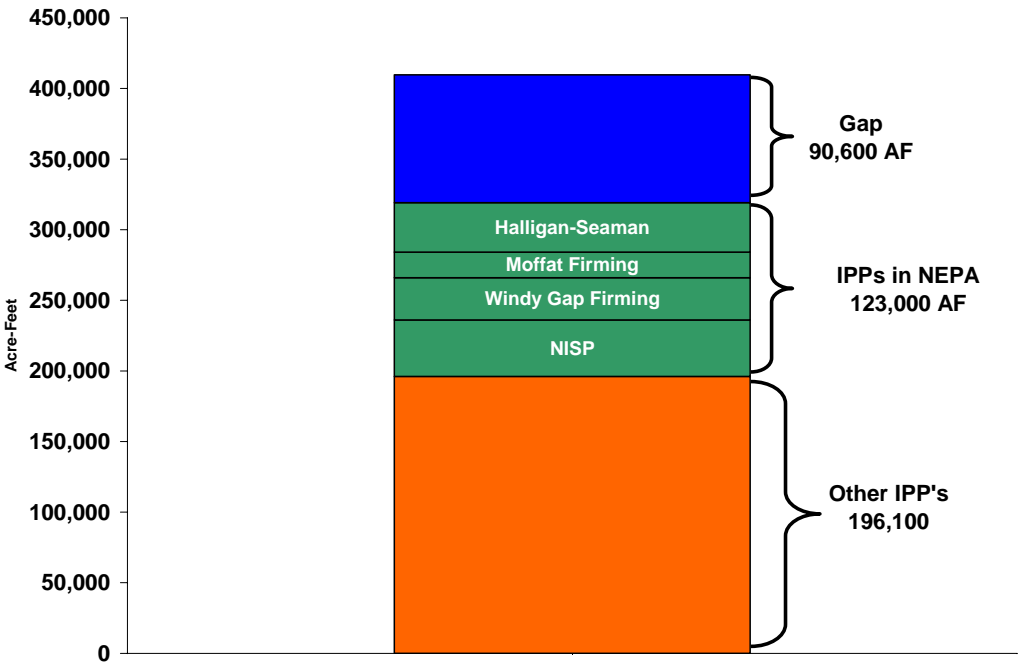 450,000
400,000
350,000
300,000
250,000
200,000
150,000
100,000
50,000
0
Acre-Feet
Halligan-Seaman
Moffat Firming
Windy Gap Firming
NISP
Gap
90,600 AF
IPPs in NEPA
123,000 AF
Other IPP's
196,100